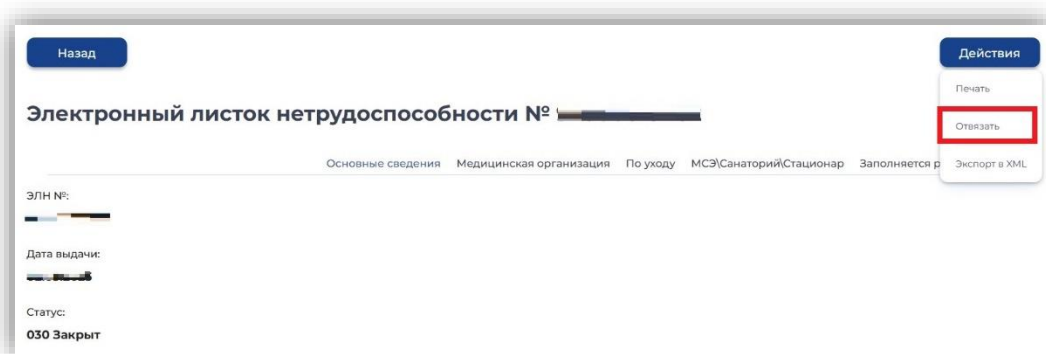 Назад
Действия
Печать
Электронный листок нетрудоспособности №
Отвязать
Основные сведения Медицинская организация По уходу МСЭ\Санаторий\Стационар Заполняется р
Экспорт в XML
ЭЛН №:
Дата выдачи:
Статус:
030 Закрыт